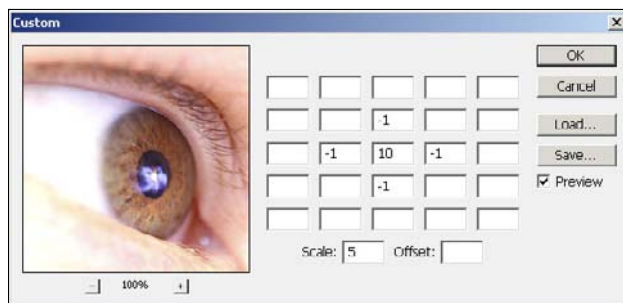 Custom
OK
Cancel
-1
Load...
-1 10 -1
Save...
-1
Preview
Scale: 5 Offset:
- 100% +